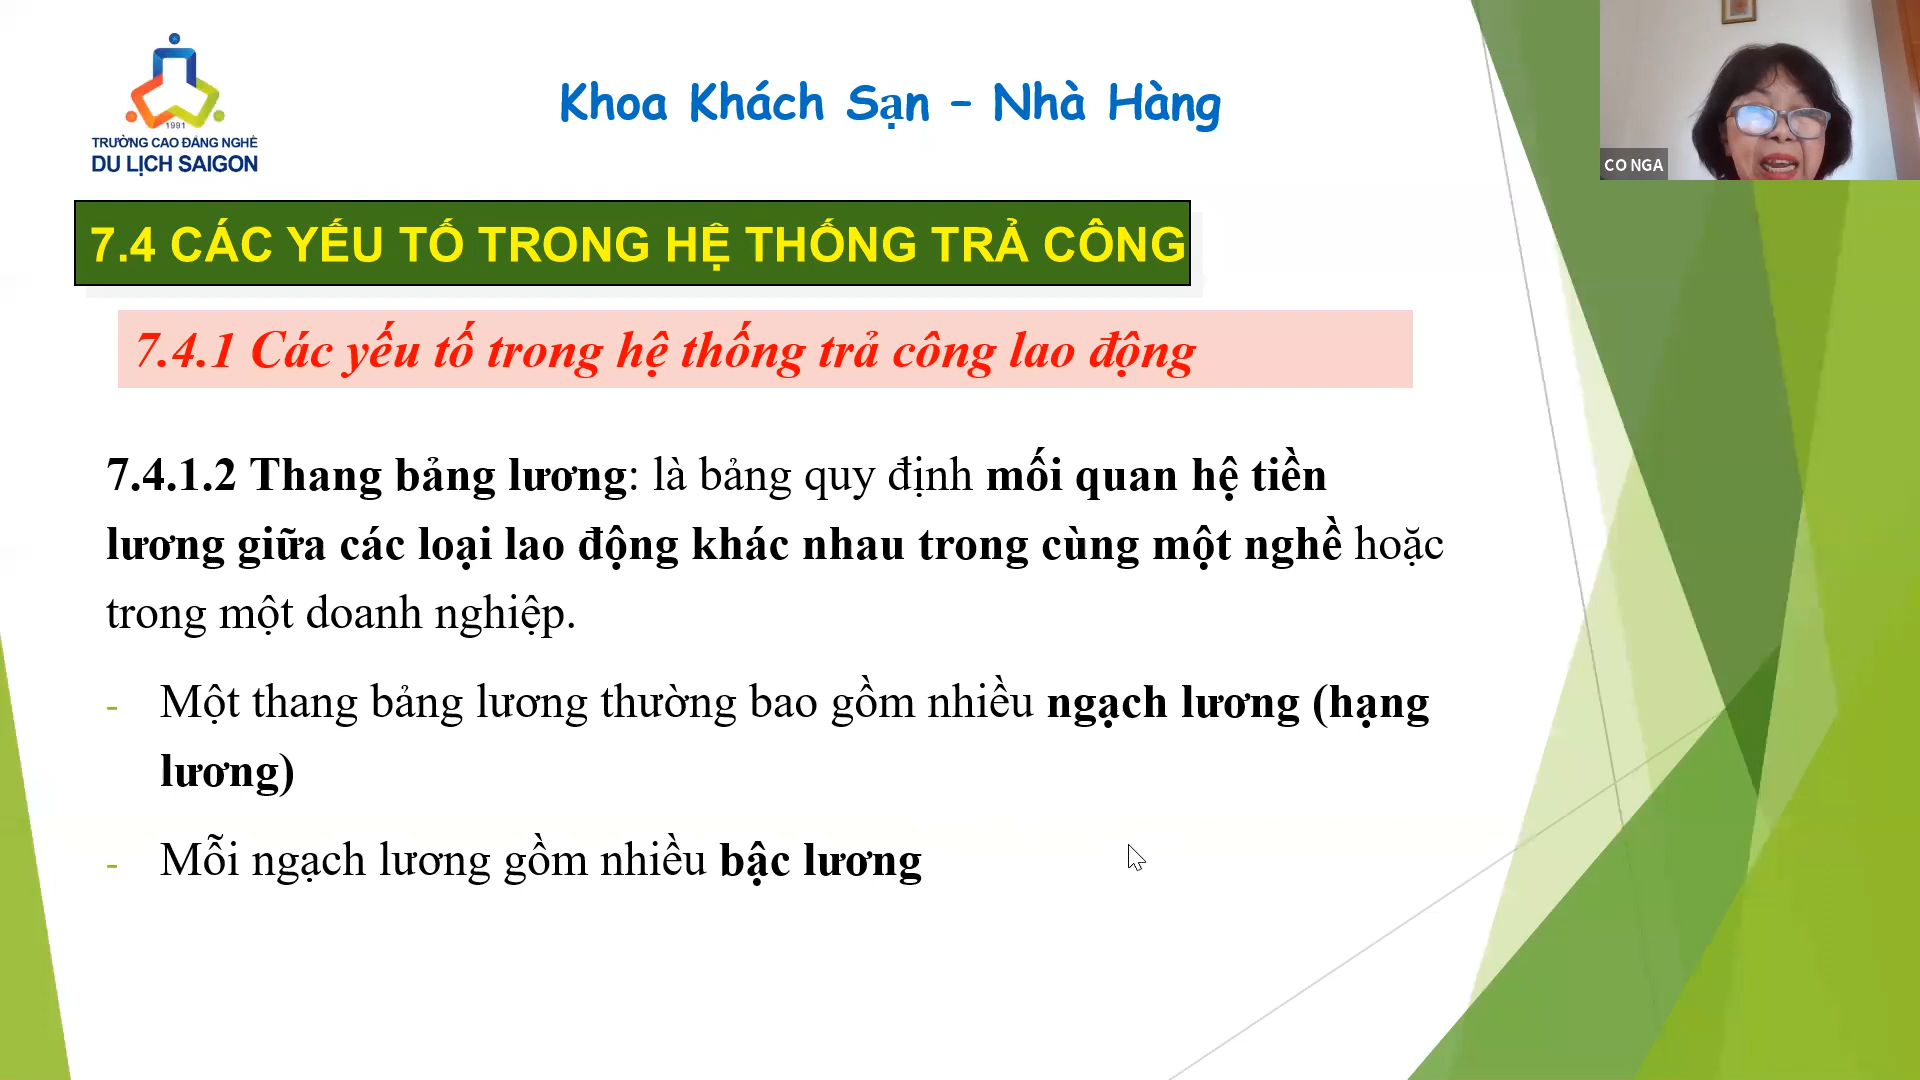 1991
TRƯỜNG CAO ĐẲNG NGHỀ
DU LỊCH SAIGON
Khoa Khách Sạn – Nhà Hàng
CO NGA
7.4 CÁC YẾU TỐ TRONG HỆ THỐNG TRẢ CÔNG
7.4.1 Các yếu tố trong hệ thống trả công lao động
7.4.1.2 Thang bảng lương: là bảng quy định mối quan hệ tiền
lương giữa các loại lao động khác nhau trong cùng một nghề hoặc
trong một doanh nghiệp.
- Một thang bảng lương thường bao gồm nhiều ngạch lương (hạng
lương)
- Mỗi ngạch lương gồm nhiều bậc lương